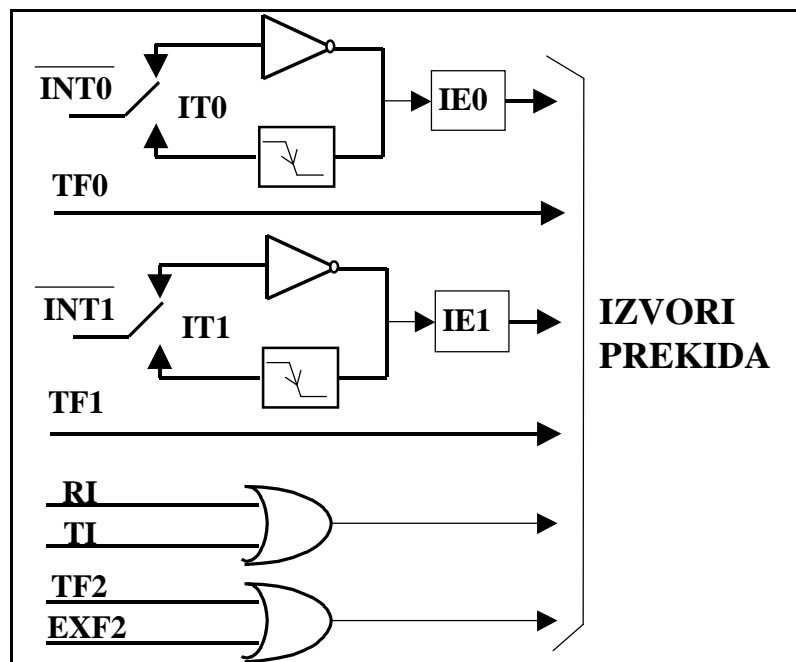 INT0
IT0
IE0
TF0
INT1
IT1
IE1
TF1
IZVORI
PREKIDA
RI
TI
TF2
EXF2